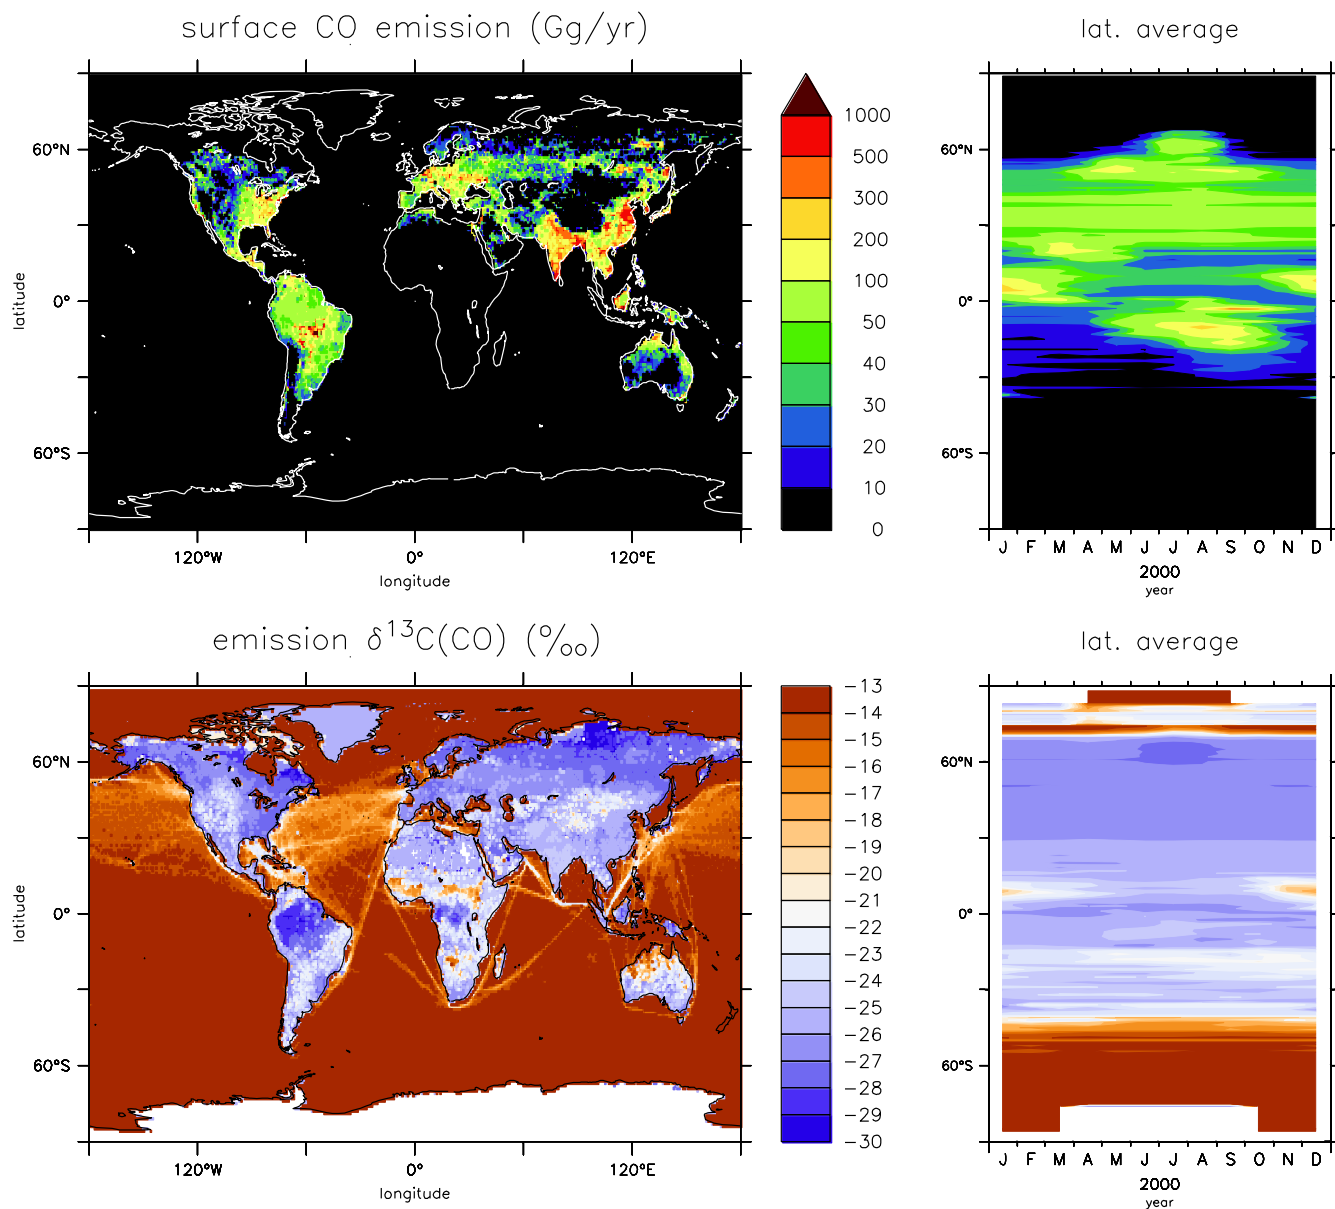 surface CO emission (Gg/yr)
lat. average
60°N
0°
60°S
latitude
120°W
0°
120°E
longitude
1000
500
300
200
100
50
40
30
20
10
0
60°N
0°
60°S
J F M A M J J A S O N D
2000
year
emission δ¹³C(CO) (‰)
lat. average
60°N
0°
60°S
latitude
120°W
0°
120°E
longitude
−13
−14
−15
−16
−17
−18
−19
−20
−21
−22
−23
−24
−25
−26
−27
−28
−29
−30
60°N
0°
60°S
J F M A M J J A S O N D
2000
year